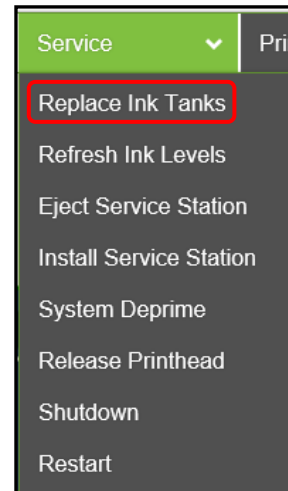 Service Pri
Replace Ink Tanks
Refresh Ink Levels
Eject Service Station
Install Service Station
System Deprime
Release Printhead
Shutdown
Restart